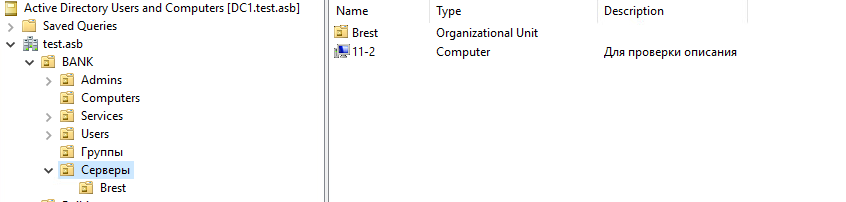 Active Directory Users and Computers [DC1.test.asb]
Saved Queries
test.asb
BANK
Admins
Computers
Services
Users
Группы
Серверы
Brest
Name Type Description
Brest Organizational Unit
11-2 Computer Для проверки описания